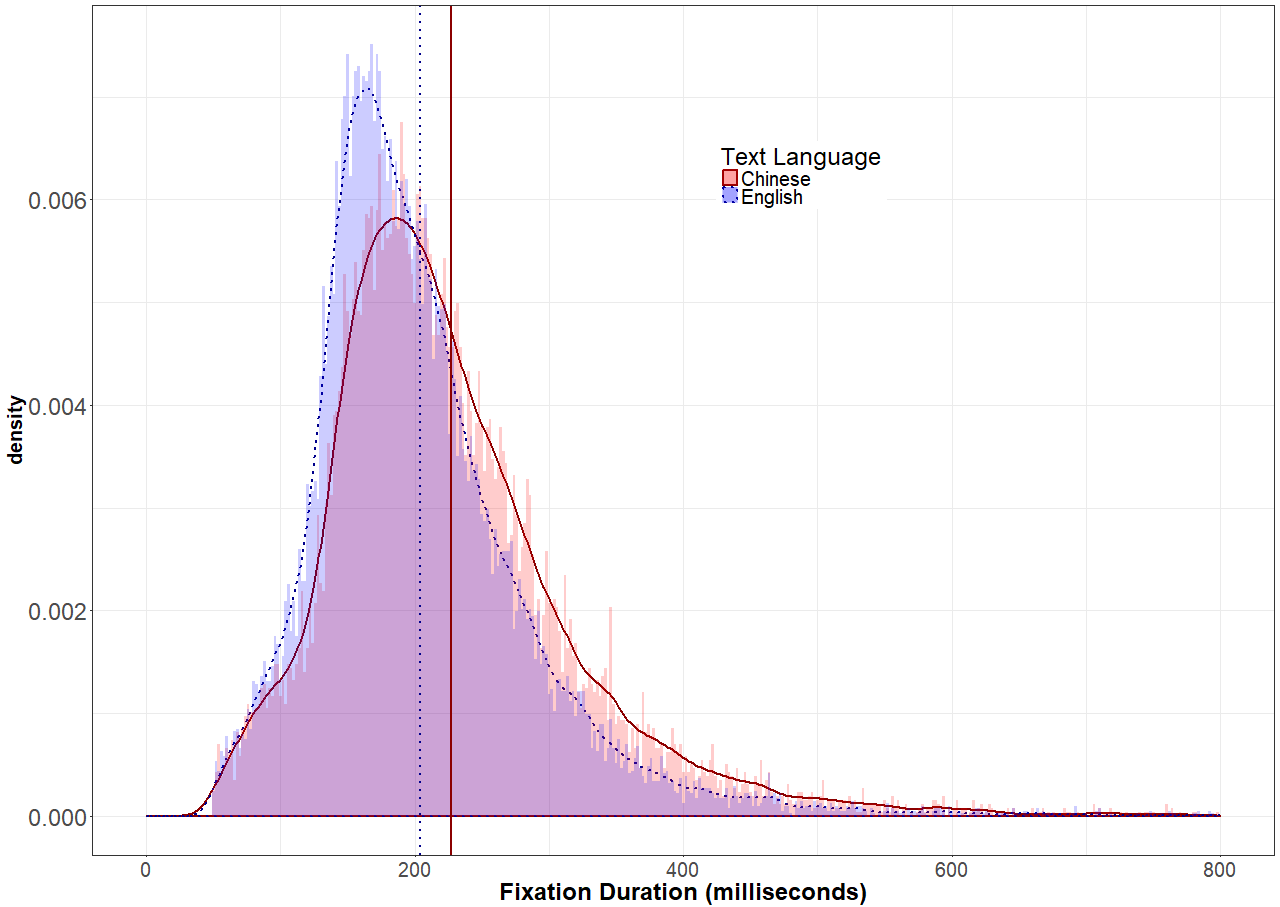 Text Language
Chinese
English
0.006
0.004
0.002
0.000
density
0
200
400
600
800
Fixation Duration (milliseconds)